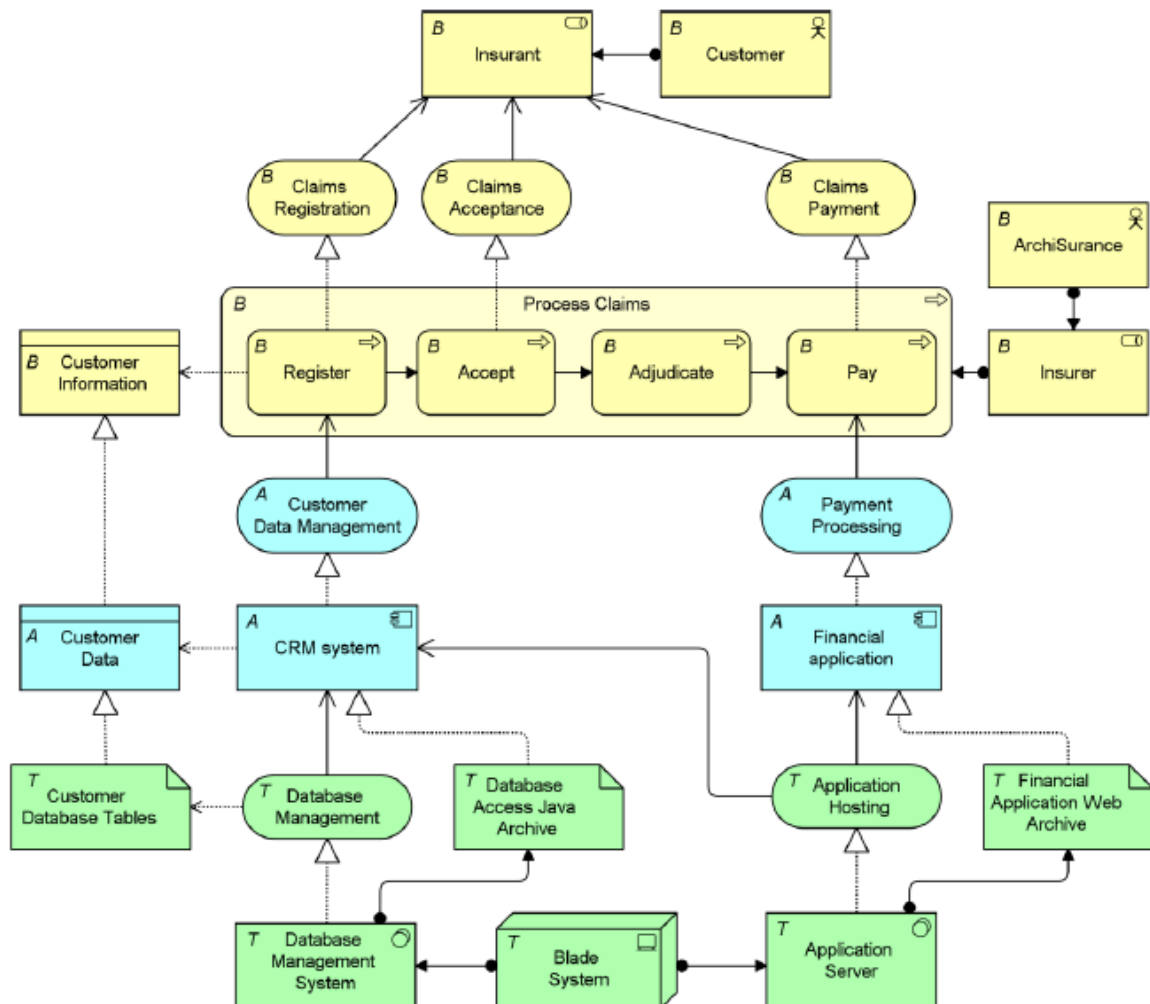 B
Insurant
B
Customer
B
Claims
Registration
B
Claims
Acceptance
B
Claims
Payment
B
ArchiSurance
B
Process Claims
B
Customer
Information
B
Register
B
Accept
B
Adjudicate
B
Pay
B
Insurer
A
Customer
Data Management
A
Payment
Processing
A
Customer
Data
A
CRM system
A
Financial
application
T
Customer
Database Tables
T
Database
Management
T
Database
Access Java
Archive
T
Application
Hosting
T
Financial
Application Web
Archive
T
Database
Management
System
T
Blade
System
T
Application
Server